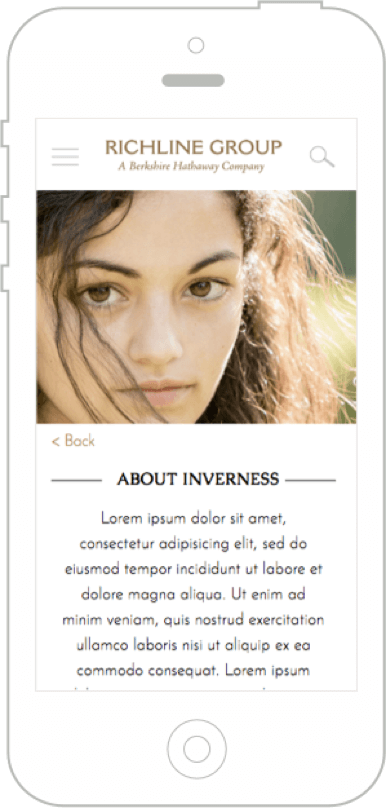 RICHLINE GROUP
A Berkshire Hathaway Company
< Back
ABOUT INVERNESS
Lorem ipsum dolor sit amet,
consectetur adipisicing elit, sed do
eiusmod tempor incididunt ut labore et
dolore magna aliqua. Ut enim ad
minim veniam, quis nostrud exercitation
ullamco laboris nisi ut aliquip ex ea
commodo consequat. Lorem ipsum